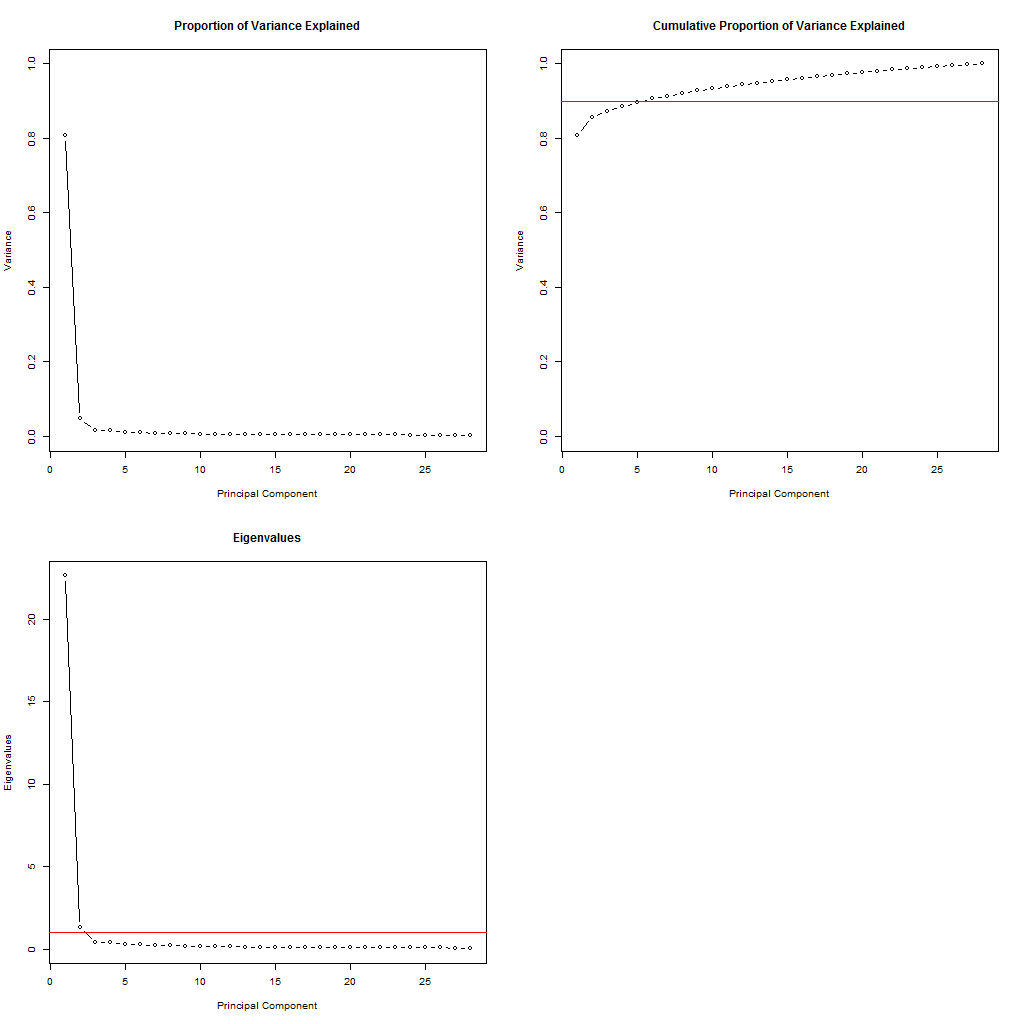 Proportion of Variance Explained
Variance
0.0 0.2 0.4 0.6 0.8 1.0
0 5 10 15 20 25
Principal Component
Cumulative Proportion of Variance Explained
Variance
0.0 0.2 0.4 0.6 0.8 1.0
0 5 10 15 20 25
Principal Component
Eigenvalues
Eigenvalues
0 5 10 15 20
0 5 10 15 20 25
Principal Component